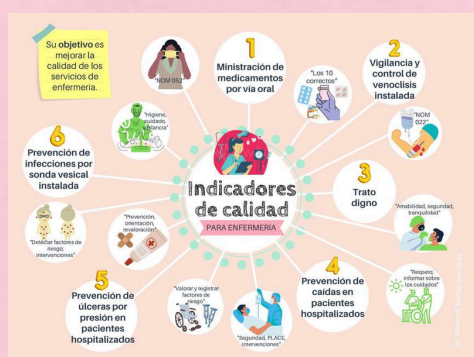 Su objetivo es
mejorar la
calidad de los
servicios de
enfermería.
"NOM 052"
1
Ministración de
medicamentos
por vía oral
"Los 10
correctos"
2
Vigilancia y
control de
venoclisis
instalada
"NOM
022"
3
Trato
digno
"Amabilidad, seguridad,
tranquilidad"
"Respeto,
informar sobre
los cuidados"
4
Prevención de
caídas en
pacientes
hospitalizados
"Seguridad, PLACE,
intervenciones"
"Valorar y registrar
factores de
riesgo"
5
Prevención de
úlceras por
presión en
pacientes
hospitalizados
"Prevención,
orientación,
revaloración"
"Detectar factores de
riesgo,
intervenciones"
6
Prevención de
infecciones por
sonda vesical
instalada
"Higiene,
cuidado,
Indicadores
de calidad
PARA ENFERMERÍA